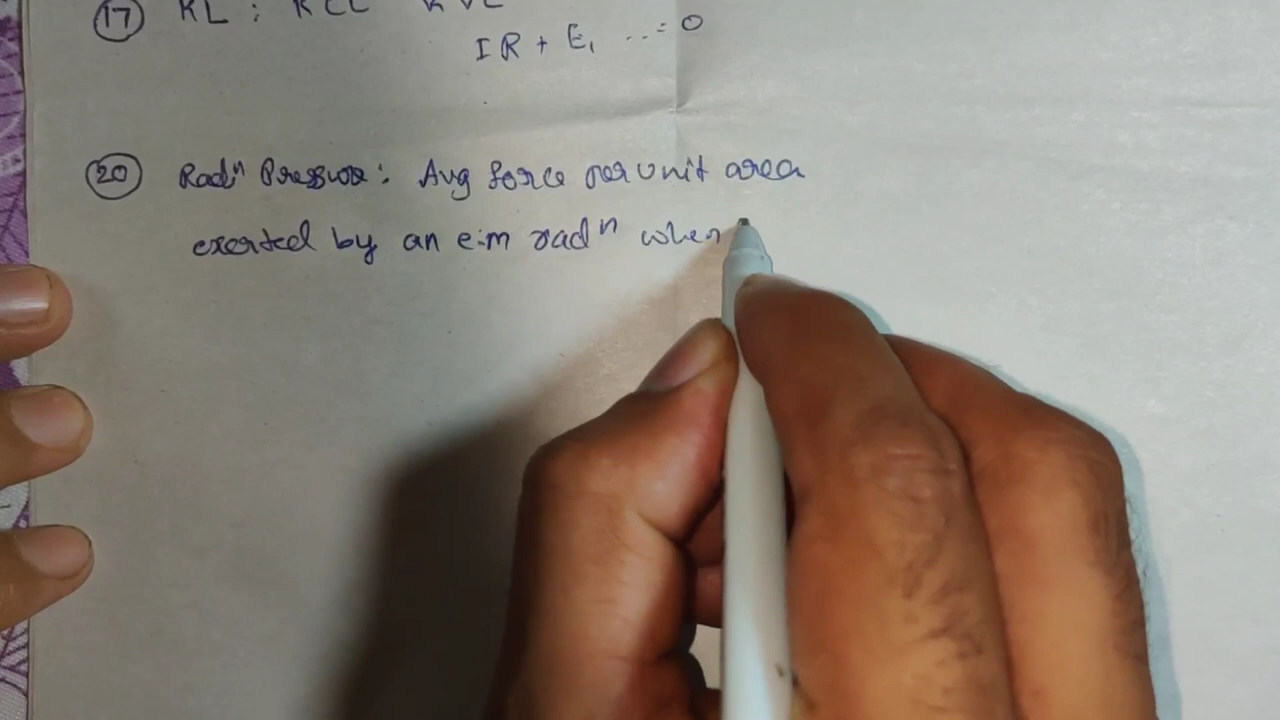 17 KL : KCL KVL
IR + E₁ ... = 0
20 Radⁿ Pressure : Avg force per unit area
exerted by an e.m radⁿ when